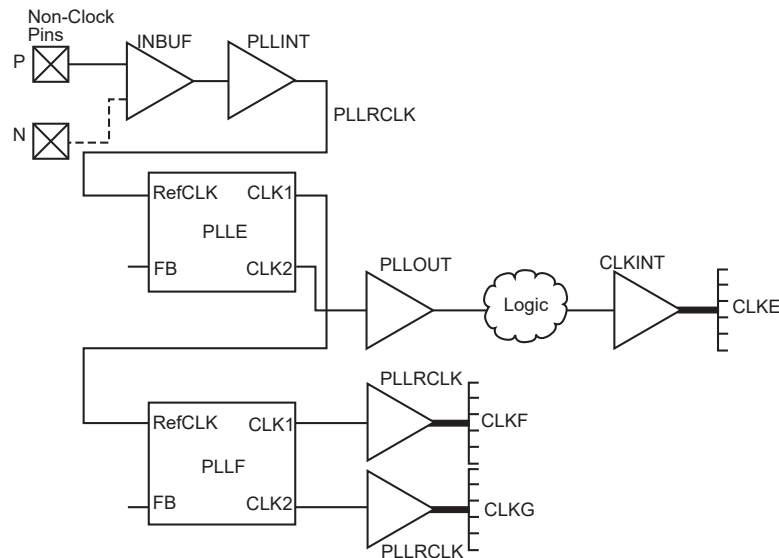 Non-Clock
Pins
P
INBUF
PLLINT
N
PLLRCLK
RefCLK
CLK1
PLLE
FB
CLK2
PLLOUT
Logic
CLKINT
CLKE
RefCLK
CLK1
PLLF
FB
CLK2
PLLRCLK
CLKF
CLKG
PLLRCLK